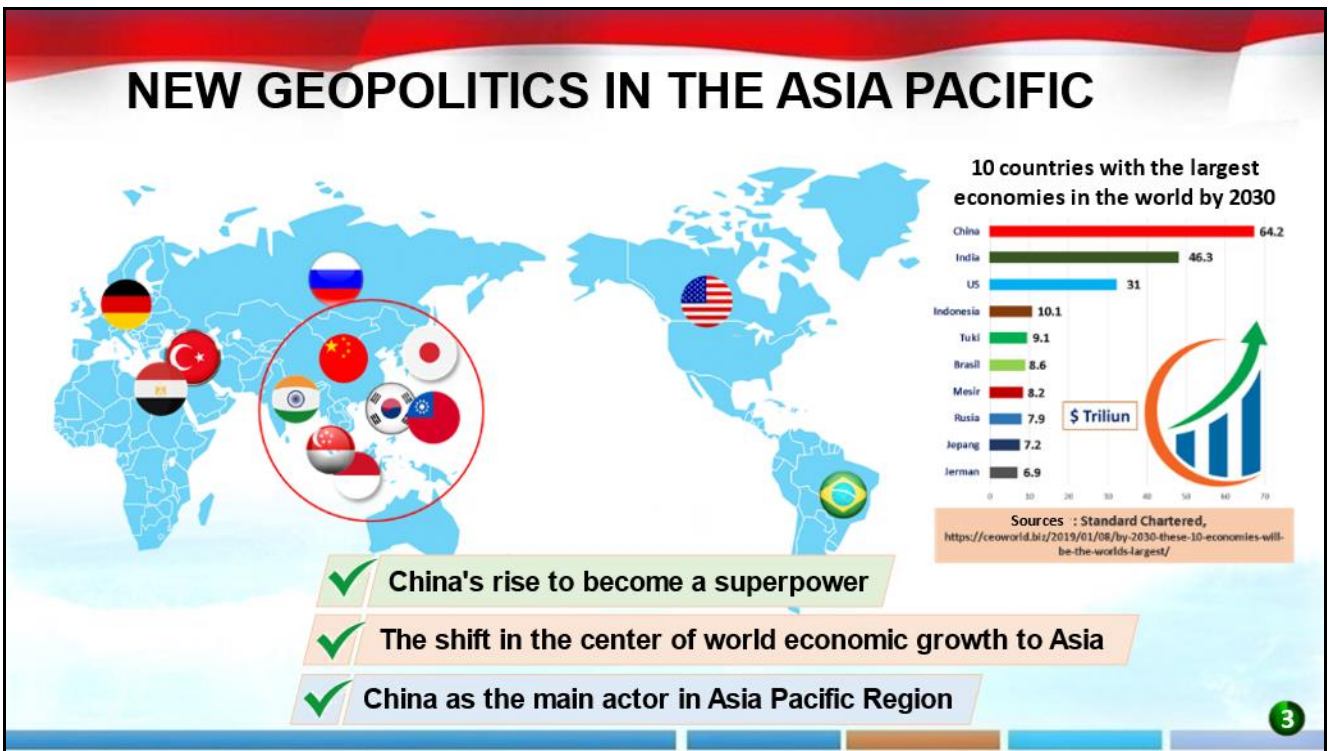 NEW GEOPOLITICS IN THE ASIA PACIFIC
10 countries with the largest
economies in the world by 2030
China 64.2
India 46.3
US 31
Indonesia 10.1
Tuki 9.1
Brasil 8.6
Mesir 8.2
Rusia 7.9
Jepang 7.2
Jerman 6.9
$ Triliun
0 10 20 30 40 50 60 70
Sources : Standard Chartered,
https://ceoworld.biz/2019/01/08/by-2030-these-10-economies-will-
be-the-worlds-largest/
China's rise to become a superpower
The shift in the center of world economic growth to Asia
China as the main actor in Asia Pacific Region
3